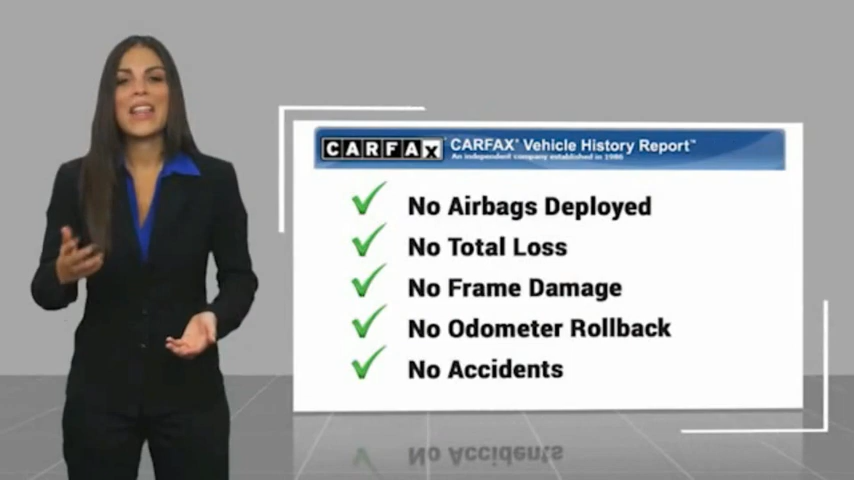 CARFAX CARFAX® Vehicle History Report™
An independent company established in 1986
No Airbags Deployed
No Total Loss
No Frame Damage
No Odometer Rollback
No Accidents
No Accidents